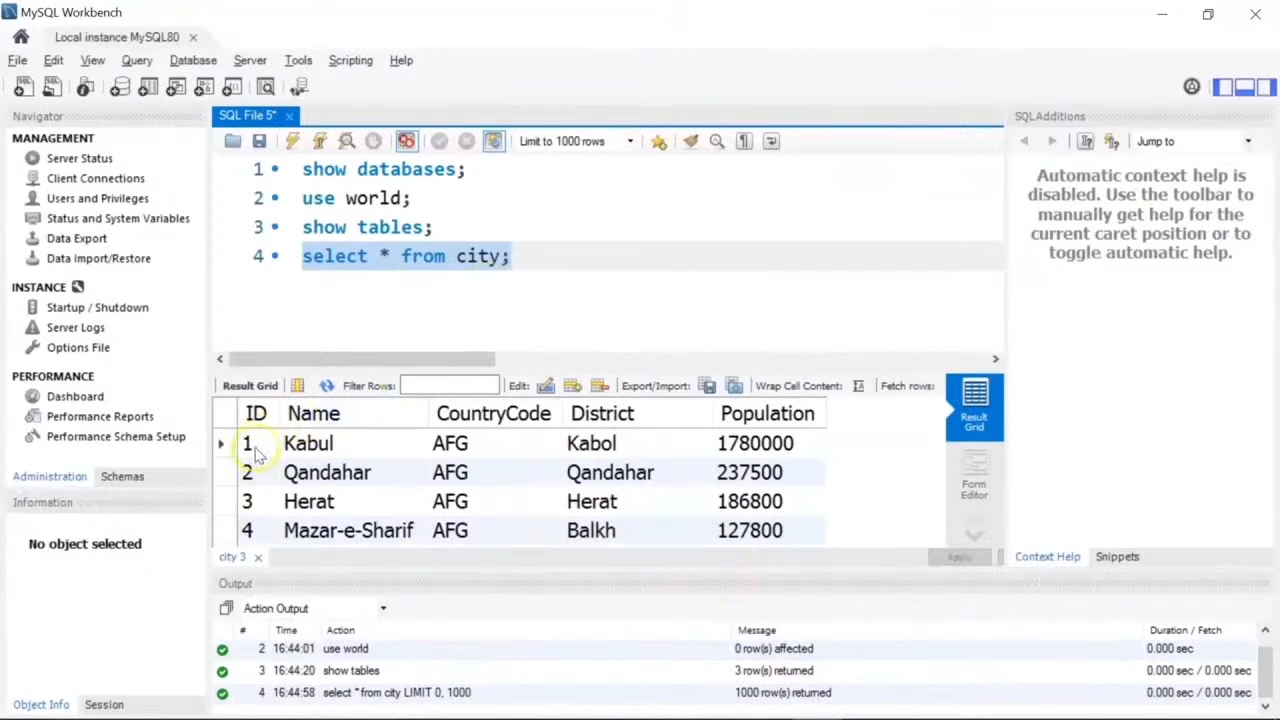 MySQL Workbench
Local instance MySQL80
File Edit View Query Database Server Tools Scripting Help
Navigator
MANAGEMENT
Server Status
Client Connections
Users and Privileges
Status and System Variables
Data Export
Data Import/Restore
INSTANCE
Startup / Shutdown
Server Logs
Options File
PERFORMANCE
Dashboard
Performance Reports
Performance Schema Setup
Administration Schemas
Information
No object selected
Object Info Session
SQL File 5*
Limit to 1000 rows
1 show databases;
2 use world;
3 show tables;
4 select * from city;
Result Grid Filter Rows: Edit: Export/Import: Wrap Cell Content: Fetch rows:
ID Name CountryCode District Population
1 Kabul AFG Kabol 1780000
2 Qandahar AFG Qandahar 237500
3 Herat AFG Herat 186800
4 Mazar-e-Sharif AFG Balkh 127800
Result
Grid
Form
Editor
city 3
Apply
SQLAdditions
Jump to
Automatic context help is
disabled. Use the toolbar to
manually get help for the
current caret position or to
toggle automatic help.
Context Help Snippets
Output
Action Output
# Time Action Message Duration / Fetch
2 16:44:01 use world 0 row(s) affected 0.000 sec
3 16:44:20 show tables 3 row(s) returned 0.000 sec / 0.000 sec
4 16:44:58 select * from city LIMIT 0, 1000 1000 row(s) returned 0.000 sec / 0.000 sec